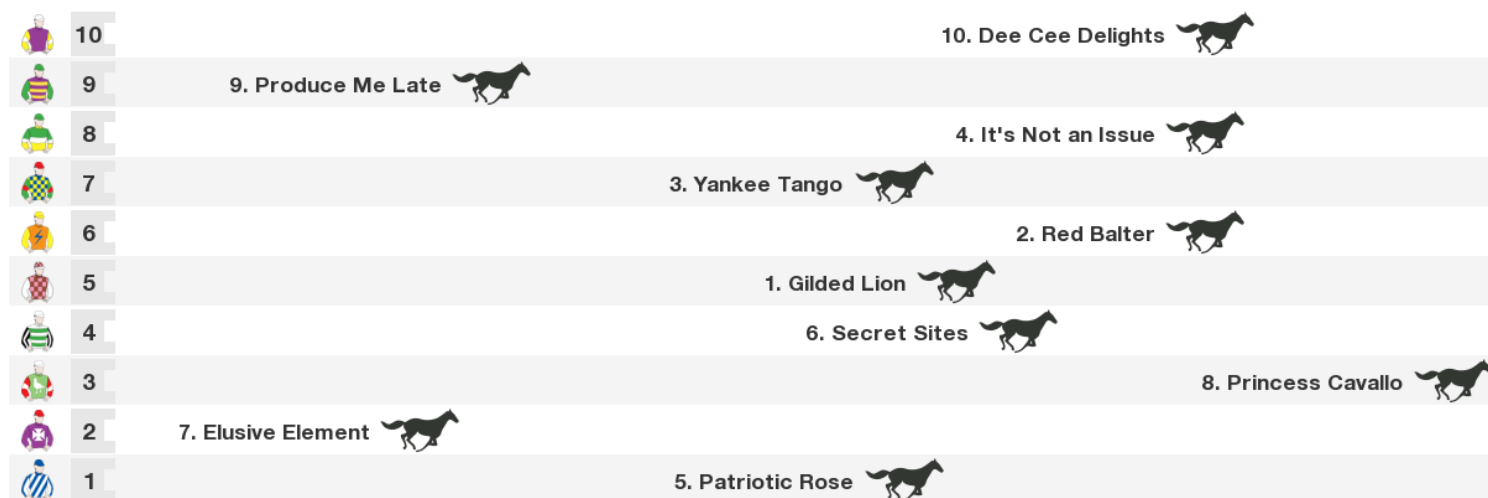 10 10. Dee Cee Delights
9 9. Produce Me Late
8 4. It's Not an Issue
7 3. Yankee Tango
6 2. Red Balter
5 1. Gilded Lion
4 6. Secret Sites
3 8. Princess Cavallo
2 7. Elusive Element
1 5. Patriotic Rose